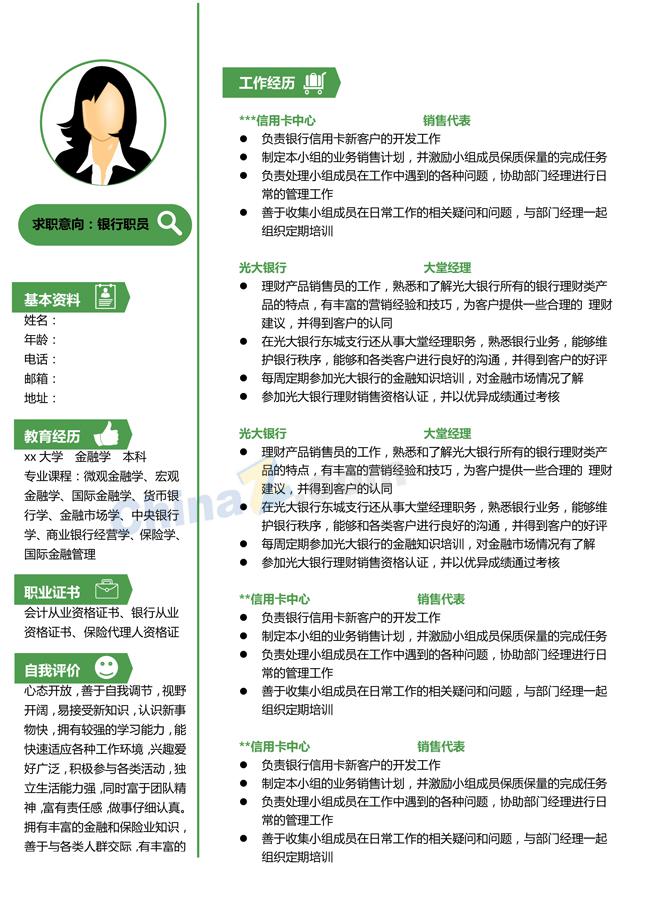 求职意向：银行职员
基本资料
姓名：
年龄：
电话：
邮箱：
地址：
教育经历
xx 大学 金融学 本科
专业课程：微观金融学、宏观
金融学、国际金融学、货币银
行学、金融市场学、中央银行
学、商业银行经营学、保险学、
国际金融管理
职业证书
会计从业资格证书、银行从业
资格证书、保险代理人资格证
自我评价
心态开放，善于自我调节，视野
开阔，易接受新知识，认识新事
物快，拥有较强的学习能力，能
快速适应各种工作环境，兴趣爱
好广泛，积极参与各类活动，独
立生活能力强，同时富于团队精
神，富有责任感，做事仔细认真。
拥有丰富的金融和保险业知识，
善于与各类人群交际，有丰富的
工作经历
***信用卡中心 销售代表
● 负责银行信用卡新客户的开发工作
● 制定本小组的业务销售计划，并激励小组成员保质保量的完成任务
● 负责处理小组成员在工作中遇到的各种问题，协助部门经理进行日
常的管理工作
● 善于收集小组成员在日常工作的相关疑问和问题，与部门经理一起
组织定期培训
光大银行 大堂经理
● 理财产品销售员的工作，熟悉和了解光大银行所有的银行理财类产
品的特点，有丰富的营销经验和技巧，为客户提供一些合理的 理财
建议，并得到客户的认同
● 在光大银行东城支行还从事大堂经理职务，熟悉银行业务，能够维
护银行秩序，能够和各类客户进行良好的沟通，并得到客户的好评
● 每周定期参加光大银行的金融知识培训，对金融市场情况了解
● 参加光大银行理财销售资格认证，并以优异成绩通过考核
光大银行 大堂经理
● 理财产品销售员的工作，熟悉和了解光大银行所有的银行理财类产
品的特点，有丰富的营销经验和技巧，为客户提供一些合理的 理财
建议，并得到客户的认同
● 在光大银行东城支行还从事大堂经理职务，熟悉银行业务，能够维
护银行秩序，能够和各类客户进行良好的沟通，并得到客户的好评
● 每周定期参加光大银行的金融知识培训，对金融市场情况有了解
● 参加光大银行理财销售资格认证，并以优异成绩通过考核
**信用卡中心 销售代表
● 负责银行信用卡新客户的开发工作
● 制定本小组的业务销售计划，并激励小组成员保质保量的完成任务
● 负责处理小组成员在工作中遇到的各种问题，协助部门经理进行日
常的管理工作
● 善于收集小组成员在日常工作的相关疑问和问题，与部门经理一起
组织定期培训
**信用卡中心 销售代表
● 负责银行信用卡新客户的开发工作
● 制定本小组的业务销售计划，并激励小组成员保质保量的完成任务
● 负责处理小组成员在工作中遇到的各种问题，协助部门经理进行日
常的管理工作
● 善于收集小组成员在日常工作的相关疑问和问题，与部门经理一起
组织定期培训
ChinaZ.com